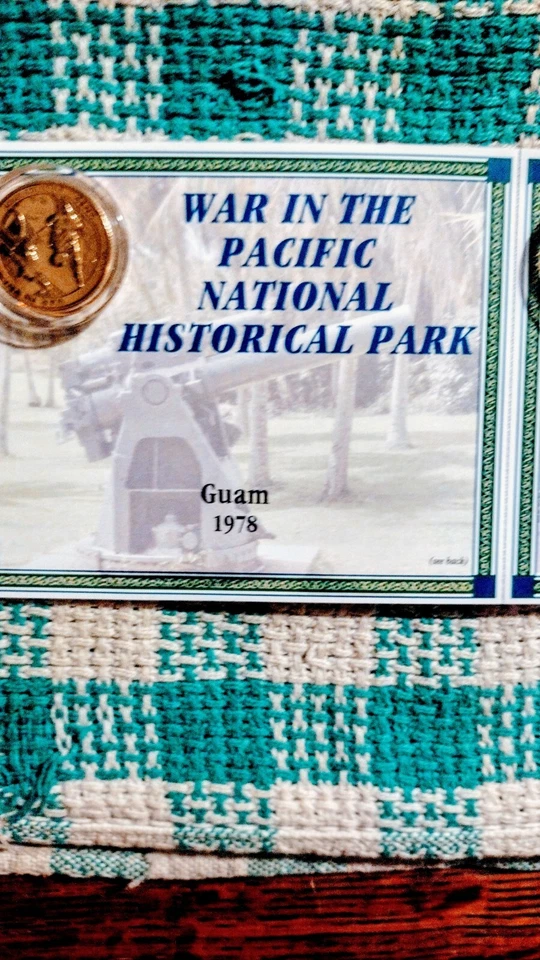 WAR IN THE
PACIFIC
NATIONAL
HISTORICAL PARK
Guam
1978
(see back)